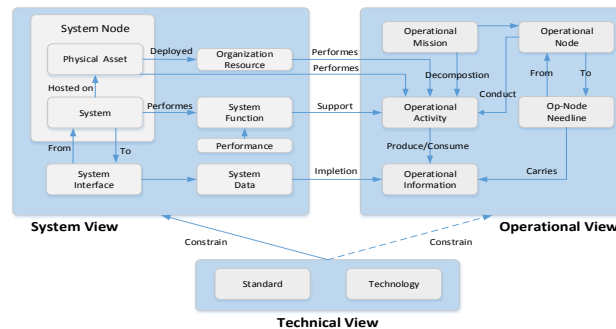 System Node
Physical Asset
Deployed
Organization
Resource
Performes
Performes
Operational
Mission
Operational
Node
Decompostion
From
To
Hosted on
Conduct
System
Performes
System
Function
Support
Operational
Activity
Op-Node
Needline
Performance
From
To
Produce/Consume
System
Interface
System
Data
Impletion
Operational
Information
Carries
System View
Operational View
Constrain
Constrain
Standard
Technology
Technical View